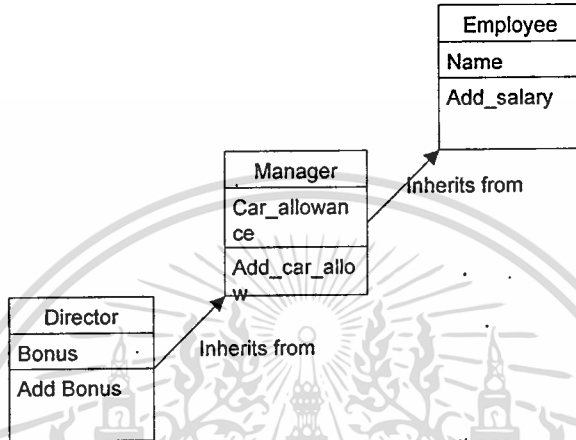 Employee
Name
Add_salary
Inherits from
Manager
Car_allowan
ce
Add_car_allo
w
Inherits from
Director
Bonus
Add Bonus